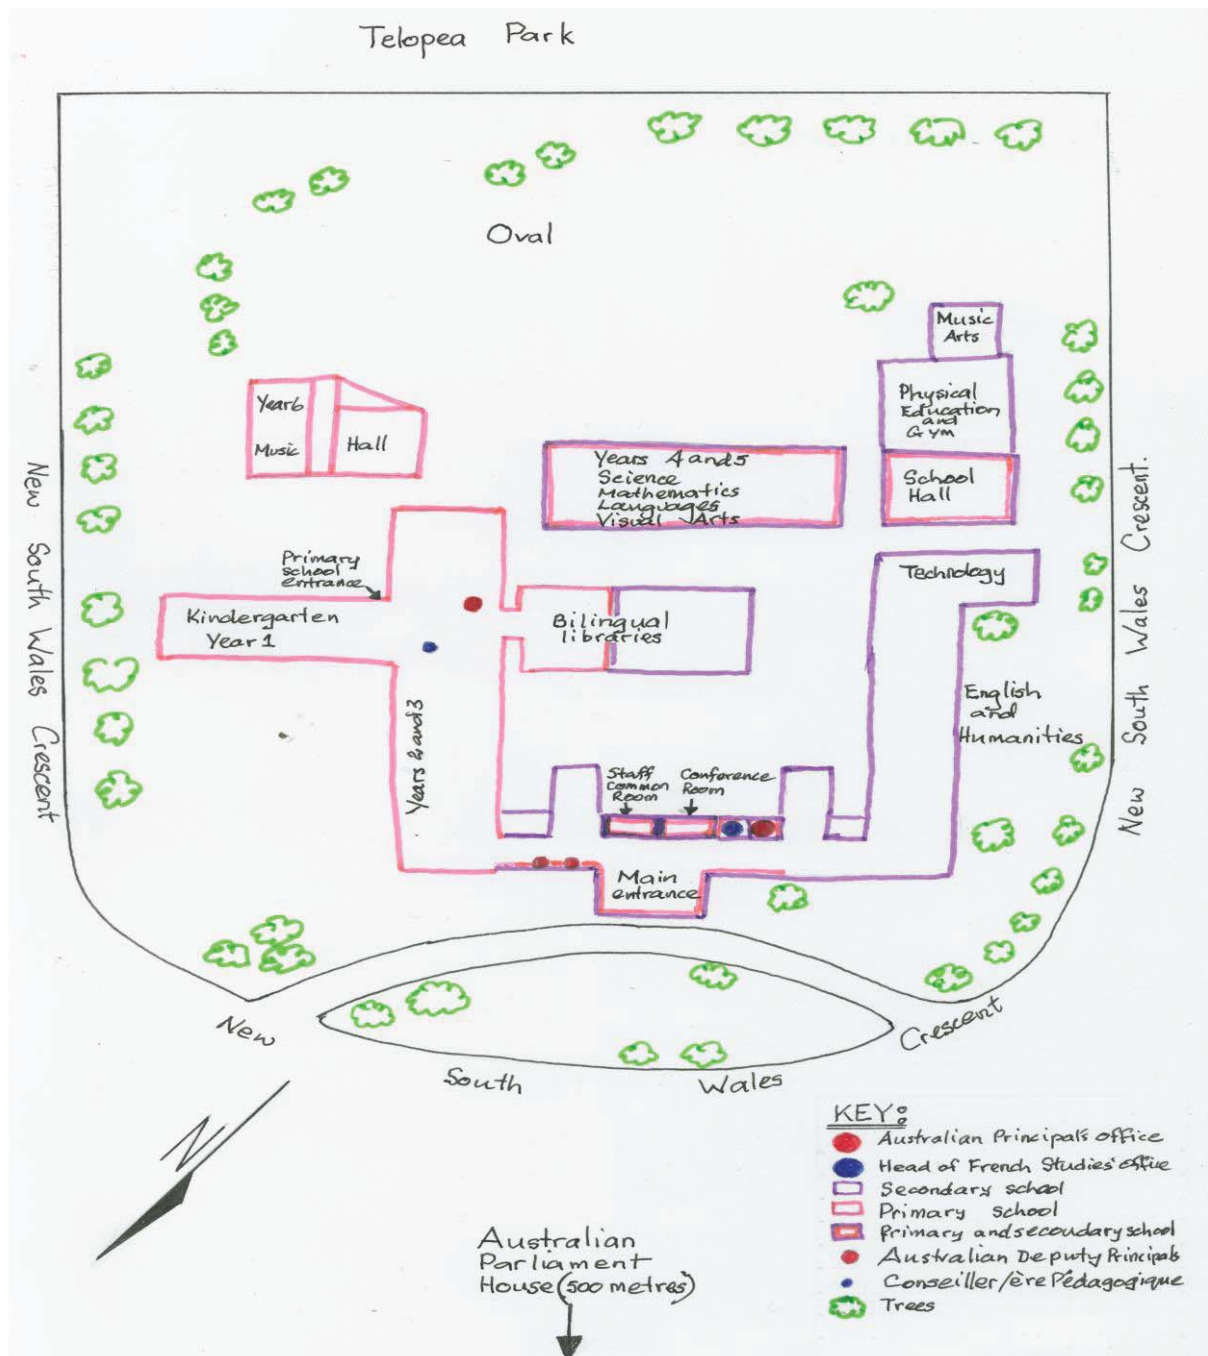 Telopea Park
Oval
Music
Arts
Physical
Education
and
Gym
Year6
Music
Hall
Years 4 and 5
Science
Mathematics
Languages
Visual Arts
School
Hall
New South Wales Crescent
New South Wales Crescent.
Primary
school
entrance
Technology
Kindergarten
Year 1
Bilingual
libraries
Years 2 and 3
English
and
Humanities
Staff
Common
Room
Conference
Room
Main
entrance
New
South
Wales
Crescent
N
KEY:
Australian Principal's office
Head of French Studies' office
Secondary school
Primary school
Primary and secoudary school
Australian Deputy Principals
Conseiller/ère Pédagogique
Trees
Australian
Parliament
House (500 metres)